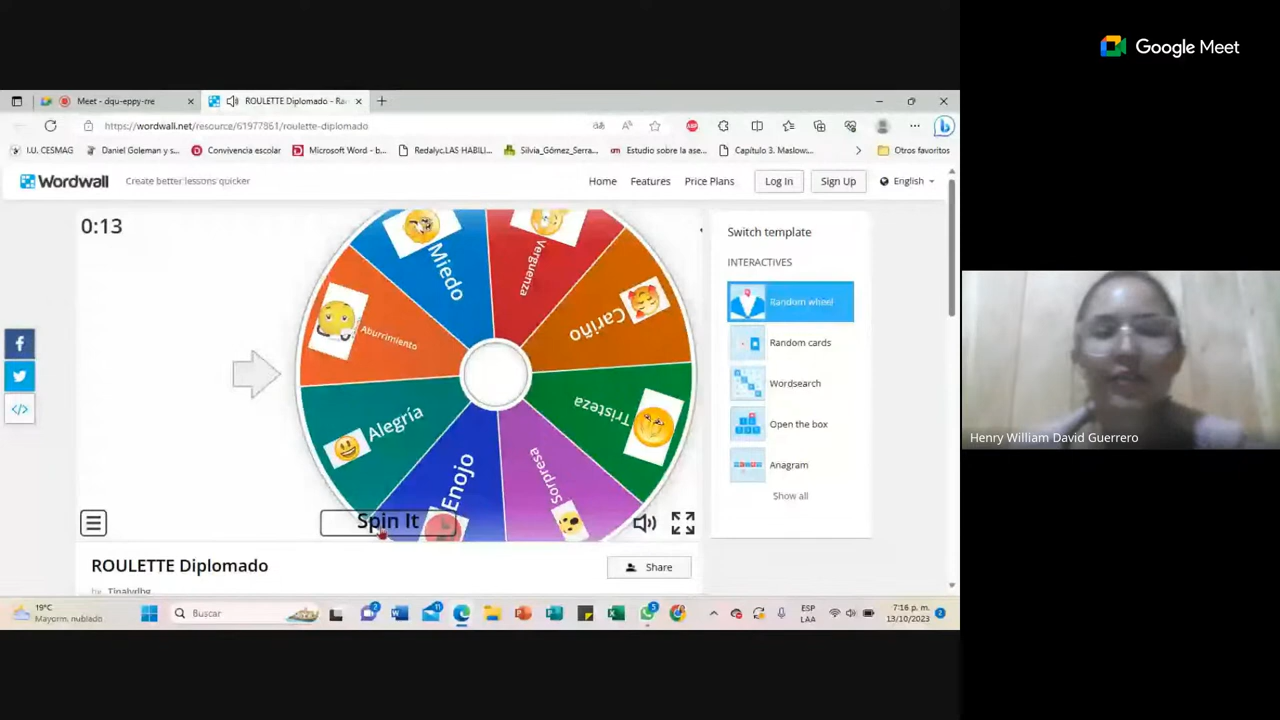 Google Meet
Meet - dqu-eppy-me
ROULETTE Diplomado - Ra
https://wordwall.net/resource/61977861/roulette-diplomado
I.U. CESMAG
Daniel Goleman y s...
Convivencia escolar
Microsoft Word - b...
Redalyc.LAS HABILI...
Silvia_Gómez_Serra...
Estudio sobre la ase...
Capítulo 3. Maslow...
Otros favoritos
Wordwall
Create better lessons quicker
Home
Features
Price Plans
Log In
Sign Up
English
0:13
Miedo
Verguenza
Cariño
Aburrimiento
Tristeza
Alegría
Enojo
Sorpresa
Spin It
Switch template
INTERACTIVES
Random wheel
Random cards
Wordsearch
Open the box
Anagram
Show all
Henry William David Guerrero
ROULETTE Diplomado
Share
by
19°C
Mayorm. nublado
Buscar
ESP
LAA
7:16 p. m.
13/10/2023